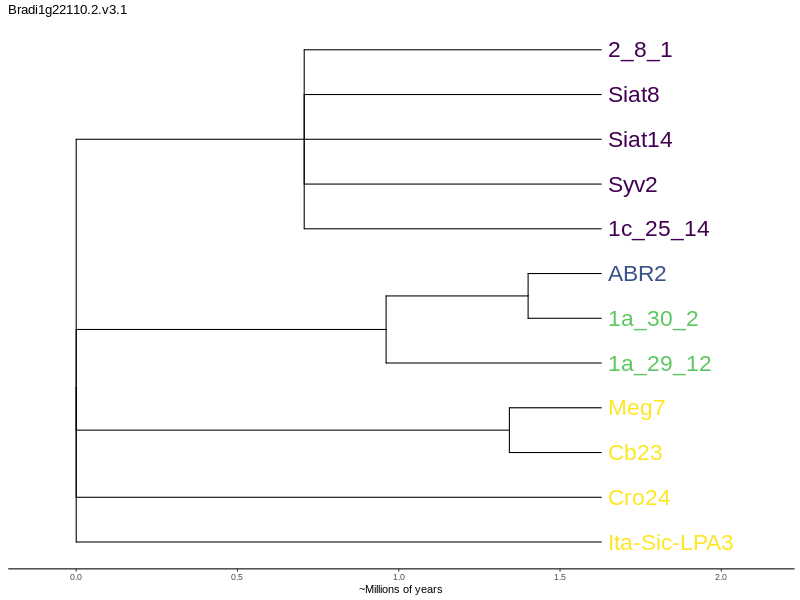 Bradi1g22110.2.v3.1
2_8_1
Siat8
Siat14
Syv2
1c_25_14
ABR2
1a_30_2
1a_29_12
Meg7
Cb23
Cro24
Ita-Sic-LPA3
0.0 0.5 1.0 1.5 2.0
~Millions of years